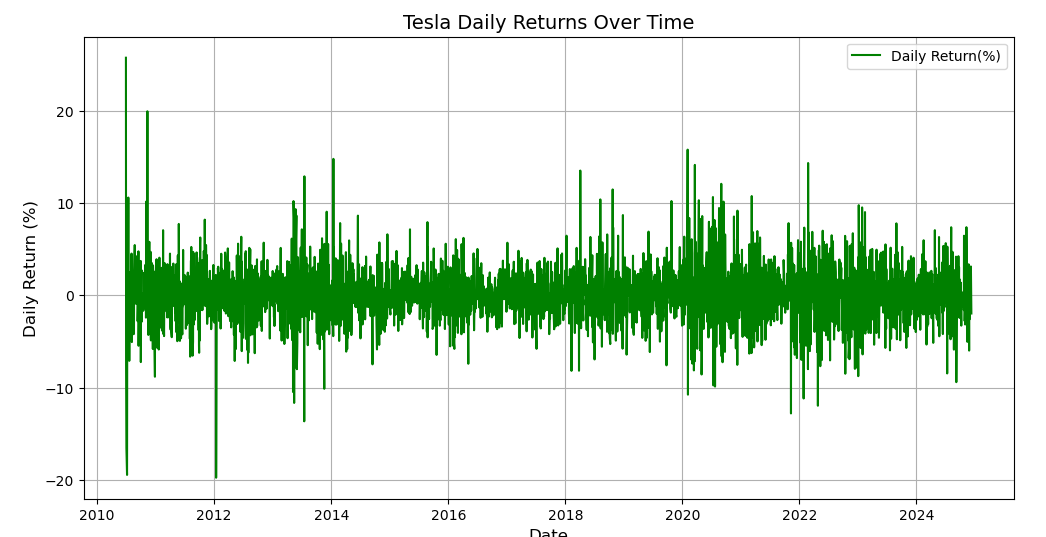 Tesla Daily Returns Over Time
Daily Return(%)
Daily Return (%)
20
10
0
−10
−20
2010 2012 2014 2016 2018 2020 2022 2024
Date